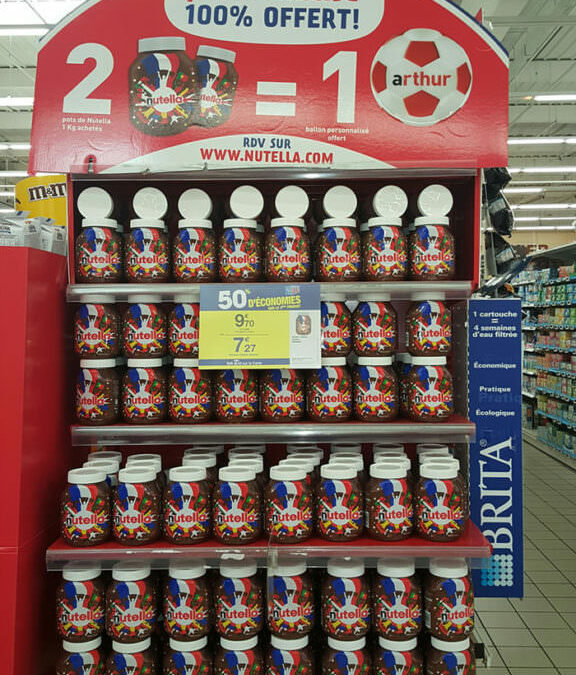 100% OFFERT!
2
=
1
nutella
nutella
arthur
pots de Nutella
1 Kg achetés
ballon personnalisé
offert
RDV SUR
WWW.NUTELLA.COM
m&m
50% D'ÉCONOMIES
9€70
7€27
1 cartouche
=
4 semaines
d'eau filtrée
Économique
Pratique
Écologique
BRITA®
nutella